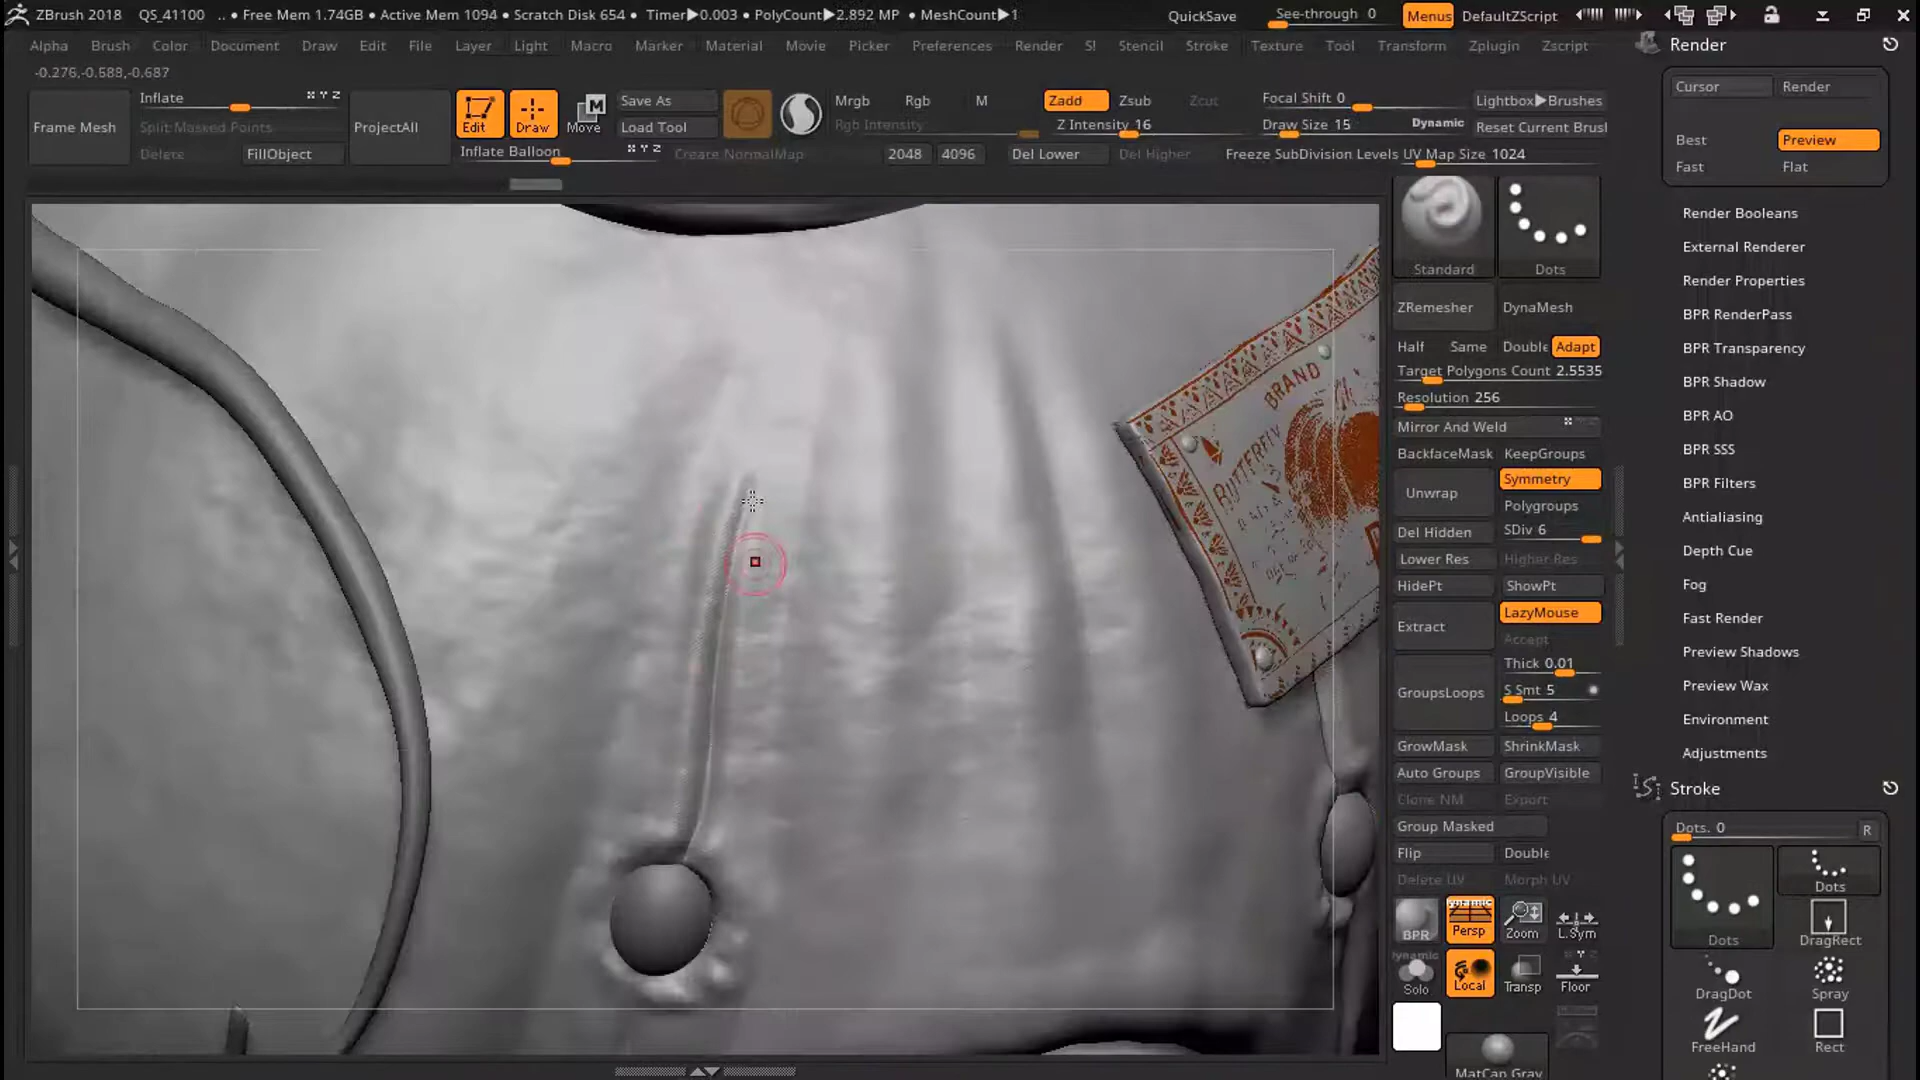 ZBrush 2018 QS_41100 .. • Free Mem 1.74GB • Active Mem 1094 • Scratch Disk 654 • Timer▶0.003 • PolyCount▶2.892 MP • MeshCount▶1 QuickSave See-through 0 Menus DefaultZScript
Alpha Brush Color Document Draw Edit File Layer Light Macro Marker Material Movie Picker Preferences Render S! Stencil Stroke Texture Tool Transform Zplugin Zscript
-0.276,-0.588,-0.687
Frame Mesh
Inflate X Y Z
Split Masked Points
Delete FillObject
ProjectAll
Edit Draw Move
Inflate Balloon X Y Z
Save As
Load Tool
Create NormalMap
Mrgb Rgb M
Rgb Intensity
2048 4096
Zadd Zsub Zcut
Z Intensity 16
Del Lower Del Higher
Focal Shift 0
Draw Size 15 Dynamic
Freeze SubDivision Levels UV Map Size 1024
Lightbox▶Brushes
Reset Current Brush
BRAND
BUTTERFLY
Standard Dots
ZRemesher DynaMesh
Half Same Double Adapt
Target Polygons Count 2.5535
Resolution 256
Mirror And Weld
BackfaceMask KeepGroups
Unwrap Symmetry
Polygroups
Del Hidden SDiv 6
Lower Res Higher Res
HidePt ShowPt
Extract LazyMouse
Accept
Thick 0.01
GroupsLoops S Smt 5
Loops 4
GrowMask ShrinkMask
Auto Groups GroupVisible
Clone NM Export
Group Masked
Flip Double
Delete UV Morph UV
BPR Dynamic Persp Zoom L.Sym
Dynamic Solo Local Transp Floor
MatCap Gray
Render
Cursor Render
Best Preview
Fast Flat
Render Booleans
External Renderer
Render Properties
BPR RenderPass
BPR Transparency
BPR Shadow
BPR AO
BPR SSS
BPR Filters
Antialiasing
Depth Cue
Fog
Fast Render
Preview Shadows
Preview Wax
Environment
Adjustments
Stroke
Dots. 0 R
Dots Dots
DragRect
DragDot Spray
FreeHand Rect